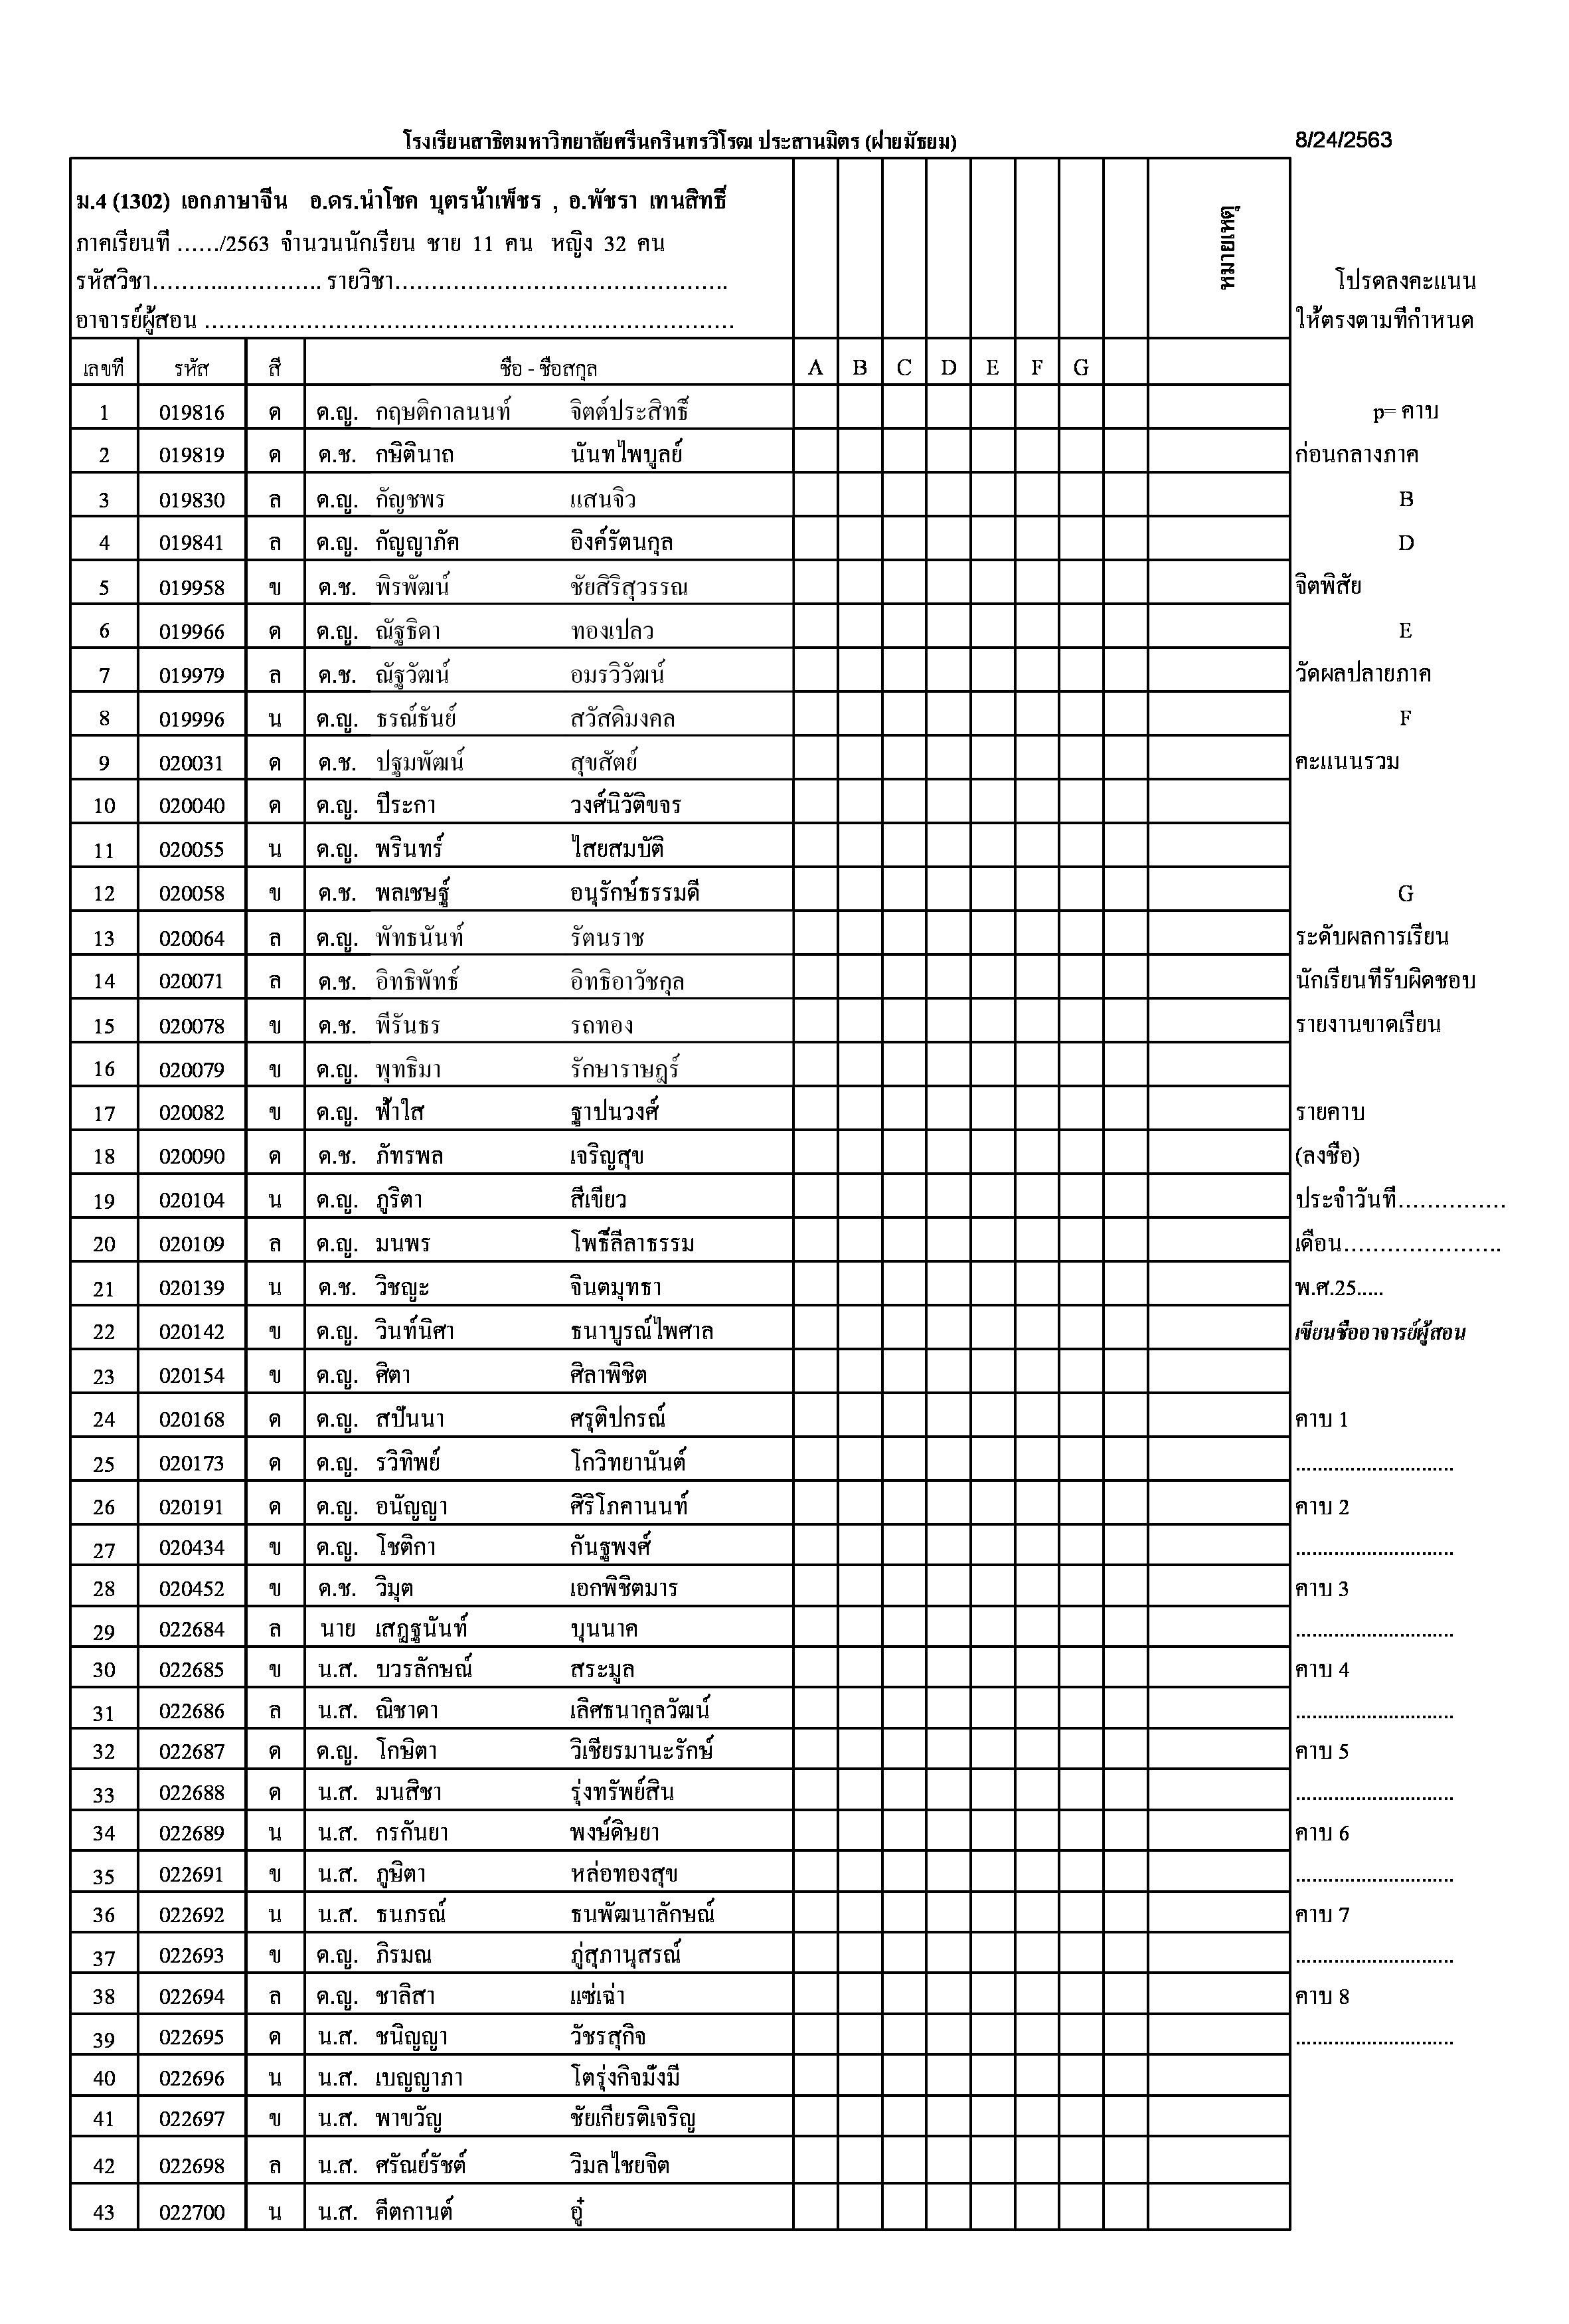 โรงเรียนสาธิตมหาวิทยาลัยศรีนครินทรวิโรฒ ประสานมิตร (ฝ่ายมัธยม) 8/24/2563
ม.4 (1302) เอกภาษาจีน อ.ดร.นำโชค บุตรน้ำเพ็ชร , อ.พัชรา เทนสิทธิ์
ภาคเรียนที่ ....../2563 จำนวนนักเรียน ชาย 11 คน หญิง 32 คน
หมายเหตุ
รหัสวิชา........................ รายวิชา............................................. โปรดลงคะแนน
อาจารย์ผู้สอน ........................................................................ ให้ตรงตามที่กำหนด
เลขที่ รหัส สี ชื่อ - ชื่อสกุล A B C D E F G
1 019816 ค ด.ญ. กฤษติกาลนนท์ จิตต์ประสิทธิ์ p= คาบ
2 019819 ค ด.ช. กษิตินาถ นันทไพบูลย์ ก่อนกลางภาค
3 019830 ล ด.ญ. กัญชพร แสนจิว B
4 019841 ล ด.ญ. กัญญาภัค อิงค์รัตนกุล D
5 019958 ข ด.ช. พิรพัฒน์ ชัยสิริสุวรรณ จิตพิสัย
6 019966 ค ด.ญ. ณัฐธิดา ทองเปลว E
7 019979 ล ด.ช. ณัฐวัฒน์ อมรวิวัฒน์ วัดผลปลายภาค
8 019996 น ด.ญ. ธรณ์ธันย์ สวัสดิมงคล F
9 020031 ค ด.ช. ปฐมพัฒน์ สุขสัตย์ คะแนนรวม
10 020040 ค ด.ญ. ปีระกา วงศ์นิวัติขจร
11 020055 น ด.ญ. พรินทร์ ไสยสมบัติ
12 020058 ข ด.ช. พลเชษฐ์ อนุรักษ์ธรรมดี G
13 020064 ล ด.ญ. พัทธนันท์ รัตนราช ระดับผลการเรียน
14 020071 ล ด.ช. อิทธิพัทธ์ อิทธิอาวัชกุล นักเรียนที่รับผิดชอบ
15 020078 ข ด.ช. พีรันธร รถทอง รายงานขาดเรียน
16 020079 ข ด.ญ. พุทธิมา รักษาราษฎร์
17 020082 ข ด.ญ. ฟ้าใส ฐาปนวงศ์ รายคาบ
18 020090 ค ด.ช. ภัทรพล เจริญสุข (ลงชื่อ)
19 020104 น ด.ญ. ภูริตา สีเขียว ประจำวันที่...............
20 020109 ล ด.ญ. มนพร โพธิ์ลีลาธรรม เดือน......................
21 020139 น ด.ช. วิชญะ จินตมุทธา พ.ศ.25.....
22 020142 ข ด.ญ. วินท์นิศา ธนาบูรณ์ไพศาล เขียนชื่ออาจารย์ผู้สอน
23 020154 ข ด.ญ. ศิตา ศิลาพิชิต
24 020168 ค ด.ญ. สปันนา ศรุติปกรณ์ คาบ 1
25 020173 ค ด.ญ. รวิทิพย์ โกวิทยานันต์ ...........................
26 020191 ค ด.ญ. อนัญญา ศิริโภคานนท์ คาบ 2
27 020434 ข ด.ญ. โชติกา กันฐพงศ์ ...........................
28 020452 ข ด.ช. วิมุต เอกพิชิตมาร คาบ 3
29 022684 ล นาย เสฏฐนันท์ บุนนาค ...........................
30 022685 ข น.ส. บวรลักษณ์ สระมูล คาบ 4
31 022686 ล น.ส. ณิชาดา เลิศธนากุลวัฒน์ ...........................
32 022687 ค ด.ญ. โกษิตา วิเชียรมานะรักษ์ คาบ 5
33 022688 ค น.ส. มนสิชา รุ่งทรัพย์สิน ...........................
34 022689 น น.ส. กรกันยา พงษ์ดิษยา คาบ 6
35 022691 ข น.ส. ภูษิตา หล่อทองสุข ...........................
36 022692 น น.ส. ธนภรณ์ ธนพัฒนาลักษณ์ คาบ 7
37 022693 ข ด.ญ. ภิรมณ ภู่สุภานุสรณ์ ...........................
38 022694 ล ด.ญ. ชาลิสา แซ่เฉ่า คาบ 8
39 022695 ค น.ส. ชนิญญา วัชรสุกิจ ...........................
40 022696 น น.ส. เบญญาภา โตรุ่งกิจมั่งมี
41 022697 ข น.ส. พาขวัญ ชัยเกียรติเจริญ
42 022698 ล น.ส. ศรัณย์รัชต์ วิมลไชยจิต
43 022700 น น.ส. คีตกานต์ อู๋